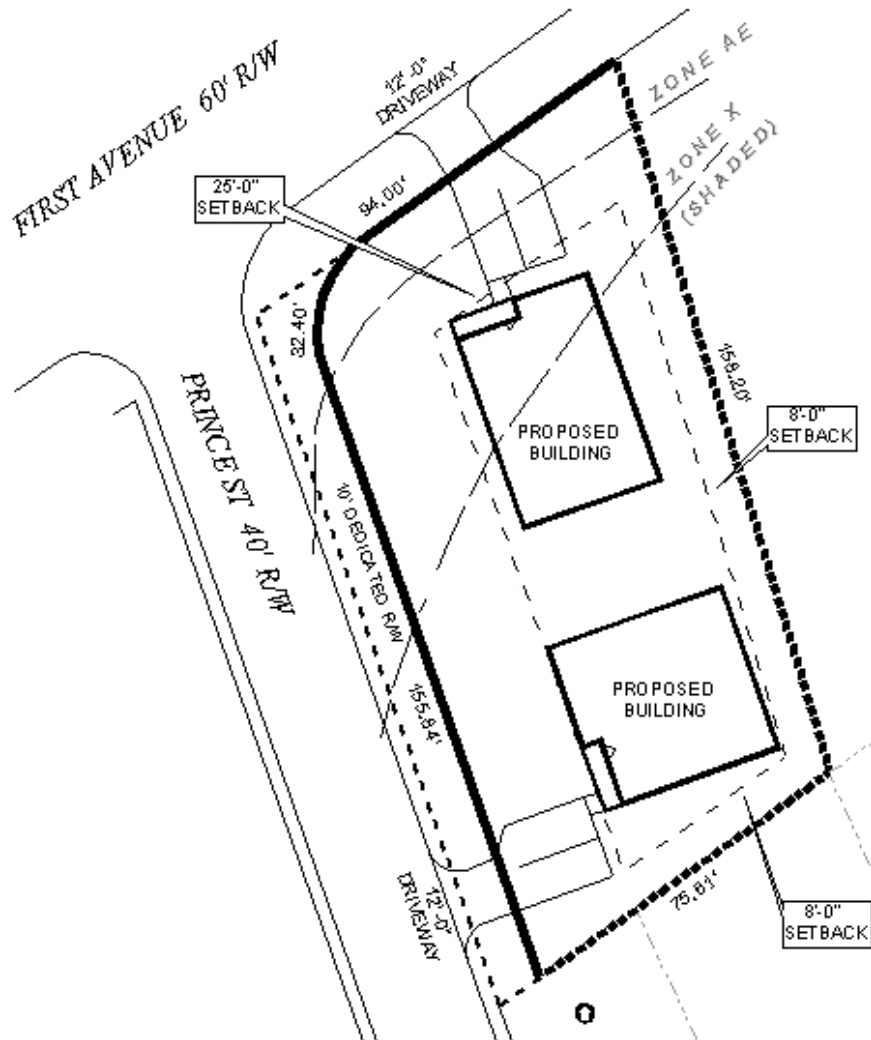 FIRST AVENUE 60' R/W
12'-0"
DRIVEWAY
ZONE AE
ZONE X
(SHADED)
25'-0"
SETBACK
94.00'
32.40'
PRINCE ST 40' R/W
158.20'
8'-0"
SETBACK
PROPOSED
BUILDING
10' DEDICATED R/W
155.84'
PROPOSED
BUILDING
12'-0"
DRIVEWAY
75.81'
8'-0"
SETBACK
O